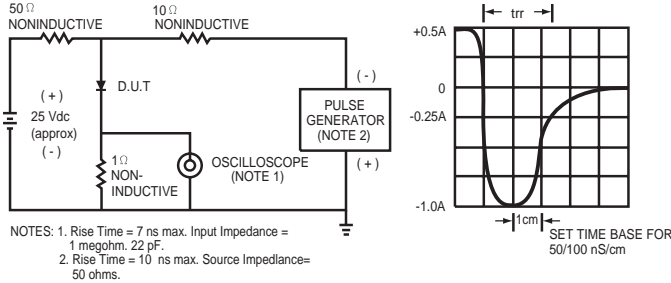 50 Ω
NONINDUCTIVE
10 Ω
NONINDUCTIVE
( + )
25 Vdc
(approx)
( - )
D.U.T
1 Ω
NON-
INDUCTIVE
OSCILLOSCOPE
(NOTE 1)
( - )
PULSE
GENERATOR
(NOTE 2)
( + )
NOTES: 1. Rise Time = 7 ns max. Input Impedance =
1 megohm. 22 pF.
2. Rise Time = 10 ns max. Source Impedlance=
50 ohms.
trr
+0.5A
0
-0.25A
-1.0A
1cm
SET TIME BASE FOR
50/100 nS/cm